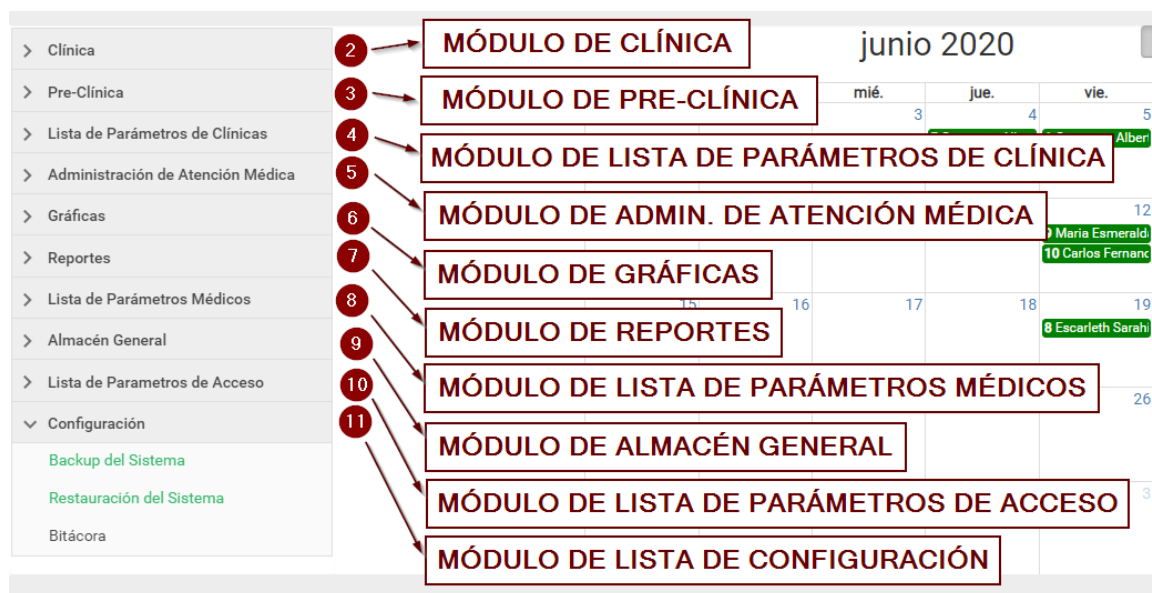 Clínica
2
MÓDULO DE CLÍNICA
junio 2020
Pre-Clínica
3
MÓDULO DE PRE-CLÍNICA
mié.
jue.
vie.
3
4
5
Lista de Parámetros de Clínicas
4
Alber
MÓDULO DE LISTA DE PARÁMETROS DE CLÍNICA
Administración de Atención Médica
5
MÓDULO DE ADMIN. DE ATENCIÓN MÉDICA
12
Gráficas
6
Maria Esmeralda
Reportes
7
10 Carlos Fernanc
MÓDULO DE GRÁFICAS
Lista de Parámetros Médicos
8
15
16
17
18
19
MÓDULO DE REPORTES
8 Escarleth Sarahi
Almacén General
9
Lista de Parametros de Acceso
10
MÓDULO DE LISTA DE PARÁMETROS MÉDICOS
26
Configuración
11
MÓDULO DE ALMACÉN GENERAL
Backup del Sistema
Restauración del Sistema
MÓDULO DE LISTA DE PARÁMETROS DE ACCESO
3
Bitácora
MÓDULO DE LISTA DE CONFIGURACIÓN